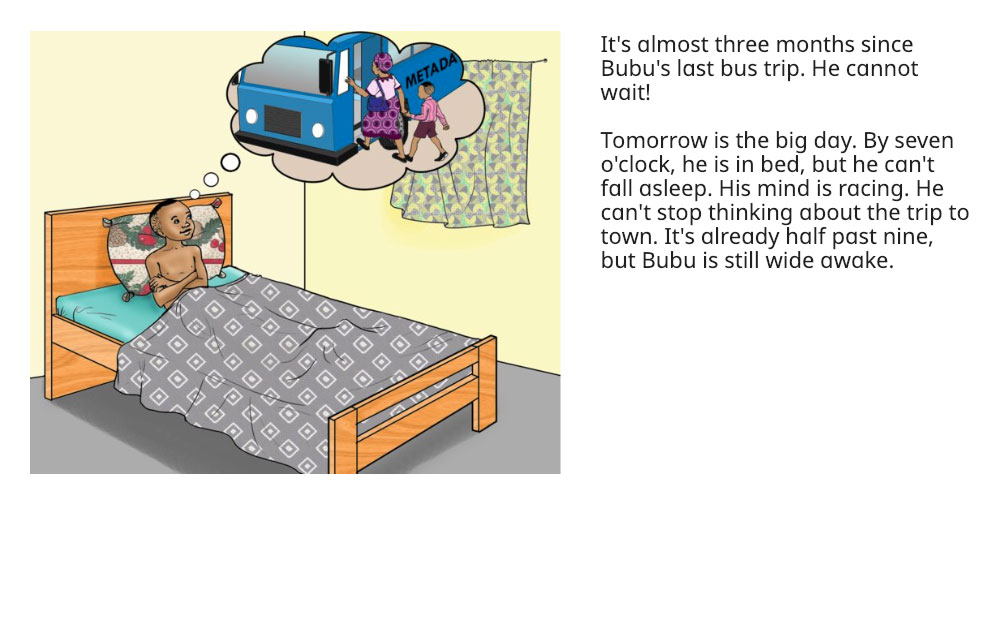 METADA
It's almost three months since
Bubu's last bus trip. He cannot
wait!
Tomorrow is the big day. By seven
o'clock, he is in bed, but he can't
fall asleep. His mind is racing. He
can't stop thinking about the trip to
town. It's already half past nine,
but Bubu is still wide awake.